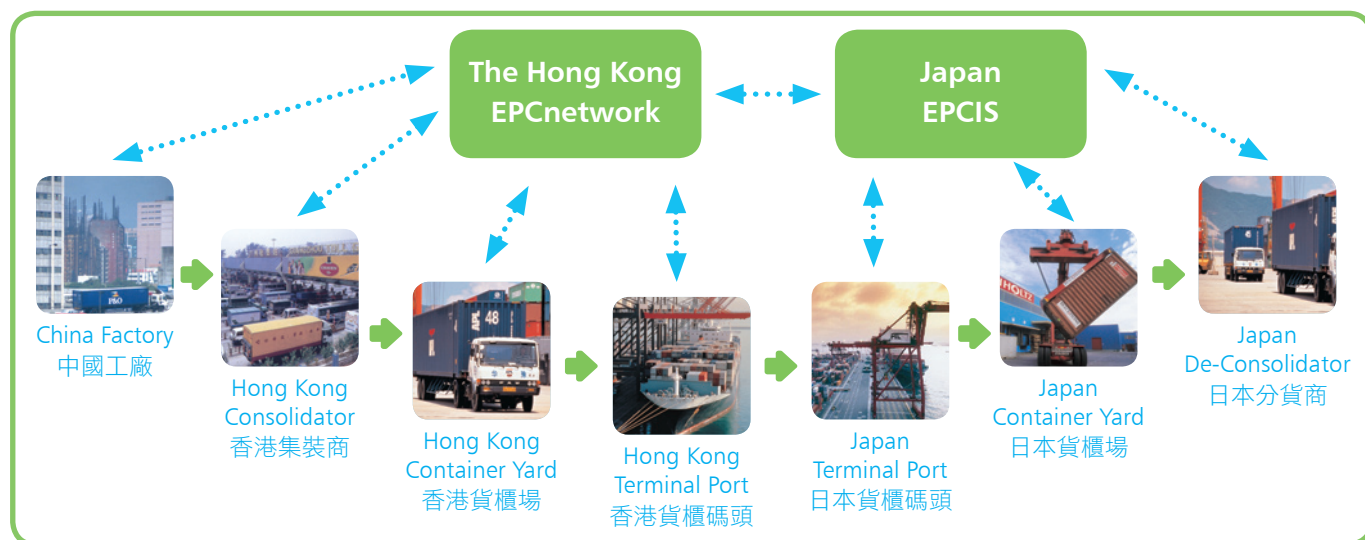 The Hong Kong
EPCnetwork
Japan
EPCIS
China Factory
中國工廠
Hong Kong
Consolidator
香港集裝商
Hong Kong
Container Yard
香港貨櫃場
Hong Kong
Terminal Port
香港貨櫃碼頭
Japan
Terminal Port
日本貨櫃碼頭
Japan
Container Yard
日本貨櫃場
Japan
De-Consolidator
日本分貨商
P&O
APL 48
HOLTZ